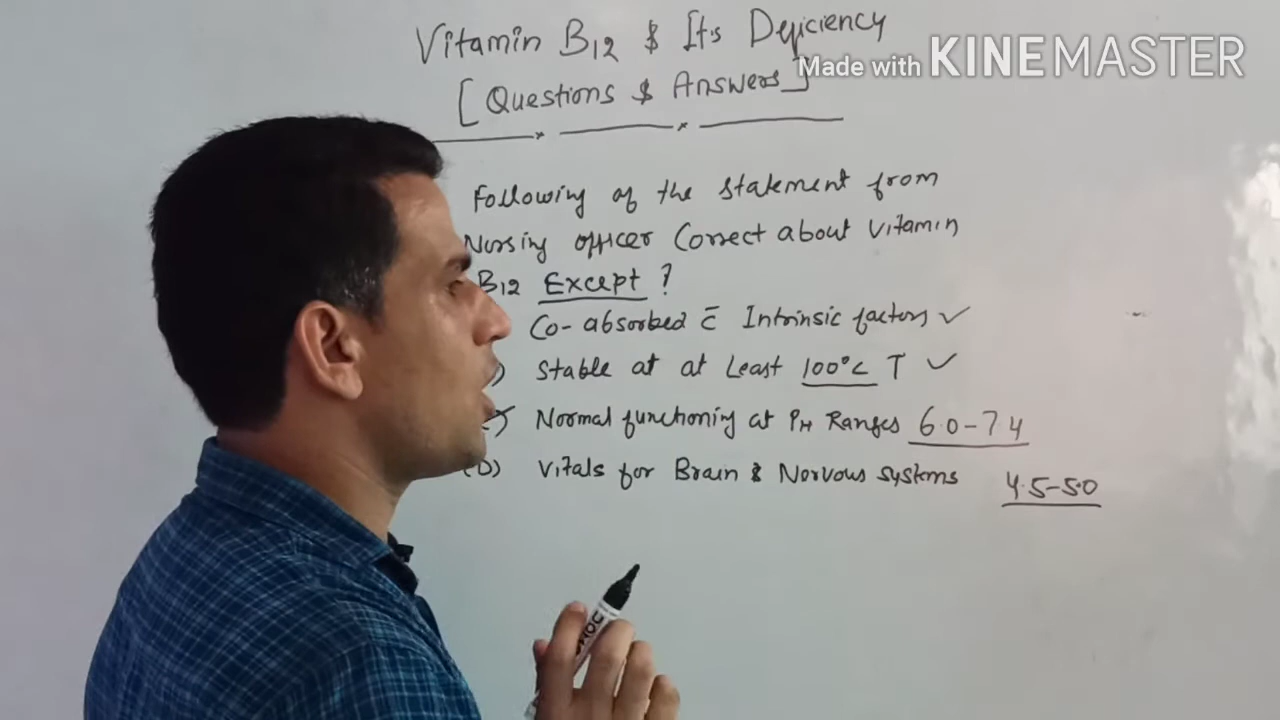 Vitamin B12 & It's Deficiency
Made with KINEMASTER
[Questions & Answers]
Following of the statement from
Nursing officer Correct about vitamin
B12 Except ?
Co-absorbed c̄ Intrinsic factors ✓
) Stable at at Least 100°C T ✓
Normal functioning at PH Ranges 6.0-7.4
(D) Vitals for Brain & Nervous systems
4.5-5.0